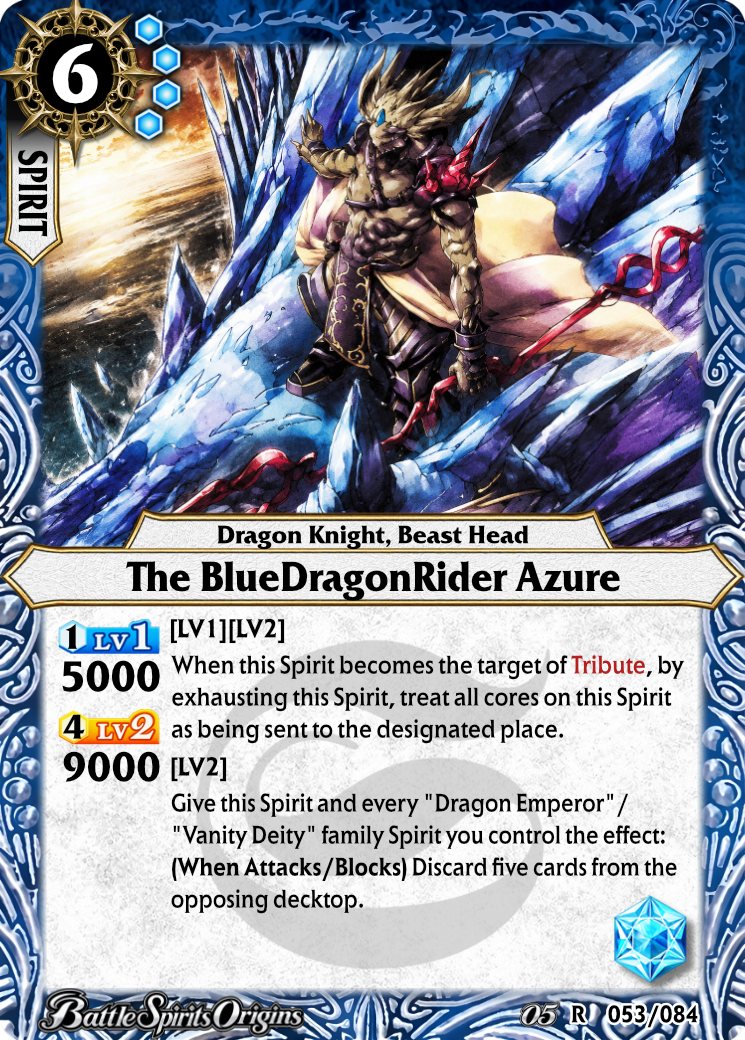 6
SPIRIT
Dragon Knight, Beast Head
The BlueDragonRider Azure
1 LV1
5000
4 LV2
9000
[LV1][LV2]
When this Spirit becomes the target of Tribute, by
exhausting this Spirit, treat all cores on this Spirit
as being sent to the designated place.
[LV2]
Give this Spirit and every "Dragon Emperor"/
"Vanity Deity" family Spirit you control the effect:
(When Attacks/Blocks) Discard five cards from the
opposing decktop.
Battle Spirits Origins
05 R 053/084